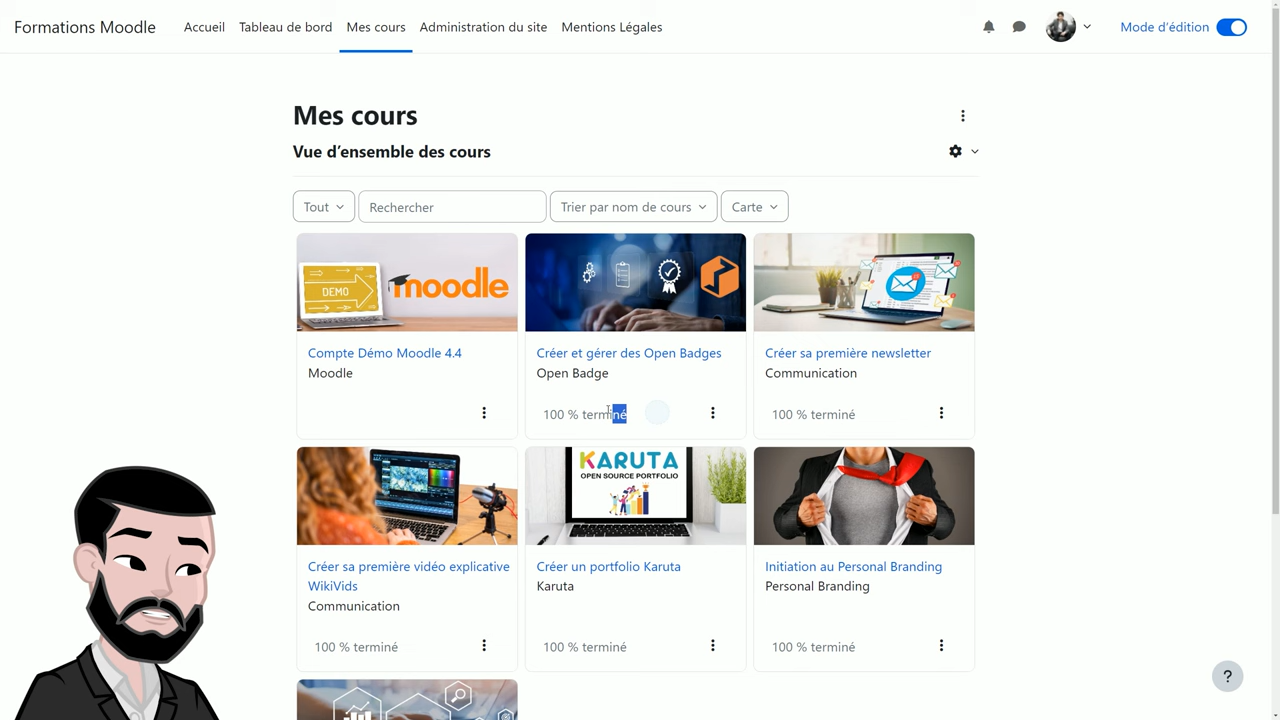 Formations Moodle
Accueil
Tableau de bord
Mes cours
Administration du site
Mentions Légales
Mode d'édition
Mes cours
Vue d'ensemble des cours
Tout
Rechercher
Trier par nom de cours
Carte
DEMO
moodle
Compte Démo Moodle 4.4
Moodle
Créer et gérer des Open Badges
Open Badge
100 % terminé
Créer sa première newsletter
Communication
100 % terminé
Créer sa première vidéo explicative
WikiVids
Communication
100 % terminé
KARUTA
OPEN SOURCE PORTFOLIO
Créer un portfolio Karuta
Karuta
100 % terminé
Initiation au Personal Branding
Personal Branding
100 % terminé
?